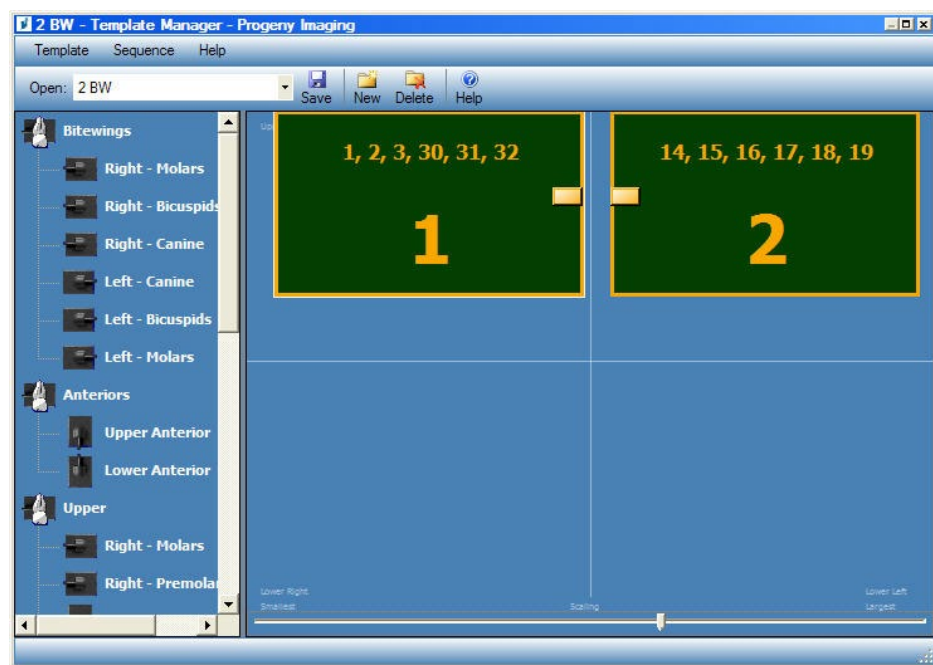 2 BW - Template Manager - Progeny Imaging
Template Sequence Help
Open: 2 BW
Save New Delete Help
Bitewings
Right - Molars
Right - Bicuspids
Right - Canine
Left - Canine
Left - Bicuspids
Left - Molars
Anteriors
Upper Anterior
Lower Anterior
Upper
Right - Molars
Right - Premola
Up
1, 2, 3, 30, 31, 32
1
14, 15, 16, 17, 18, 19
2
Lower Right
Lower Left
Smallest
Scaling
Largest